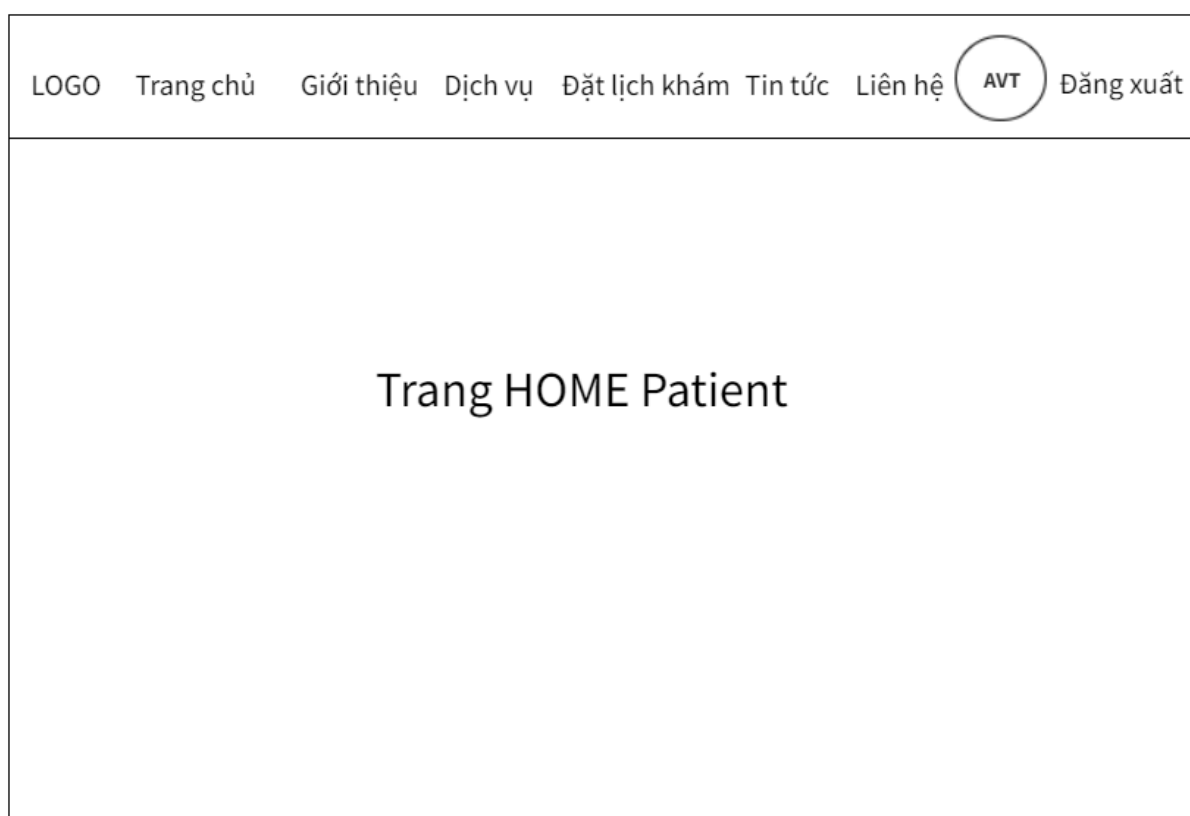 LOGO Trang chủ Giới thiệu Dịch vụ Đặt lịch khám Tin tức Liên hệ AVT Đăng xuất
Trang HOME Patient